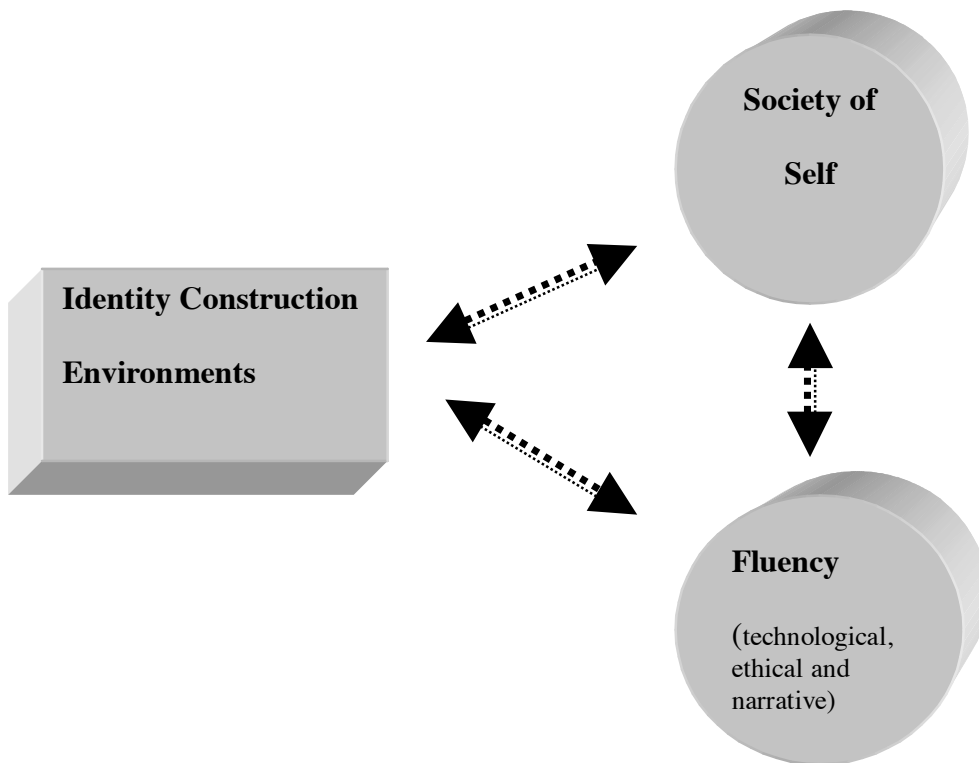 Society of
Self
Identity Construction
Environments
Fluency
(technological,
ethical and
narrative)